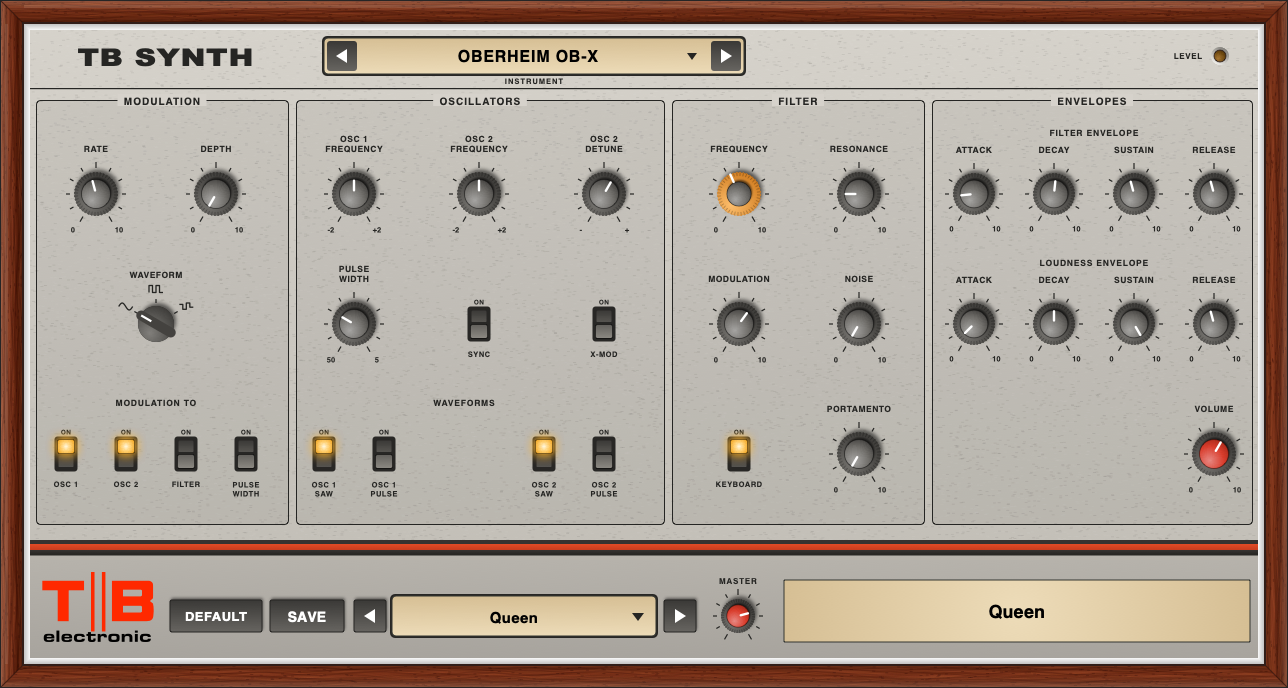 TB SYNTH
OBERHEIM OB-X
INSTRUMENT
LEVEL
MODULATION
RATE
DEPTH
0 10
0 10
WAVEFORM
MODULATION TO
ON ON ON ON
OSC 1
OSC 2
FILTER
PULSE
WIDTH
OSCILLATORS
OSC 1
FREQUENCY
OSC 2
FREQUENCY
OSC 2
DETUNE
-2 +2
-2 +2
- +
PULSE
WIDTH
50 5
ON
SYNC
ON
X-MOD
WAVEFORMS
ON ON ON ON
OSC 1
SAW
OSC 1
PULSE
OSC 2
SAW
OSC 2
PULSE
FILTER
FREQUENCY
RESONANCE
0 10
0 10
MODULATION
NOISE
0 10
0 10
ON
KEYBOARD
PORTAMENTO
0 10
ENVELOPES
FILTER ENVELOPE
ATTACK DECAY SUSTAIN RELEASE
0 10 0 10 0 10 0 10
LOUDNESS ENVELOPE
ATTACK DECAY SUSTAIN RELEASE
0 10 0 10 0 10 0 10
VOLUME
0 10
TB
electronic
DEFAULT
SAVE
Queen
MASTER
Queen